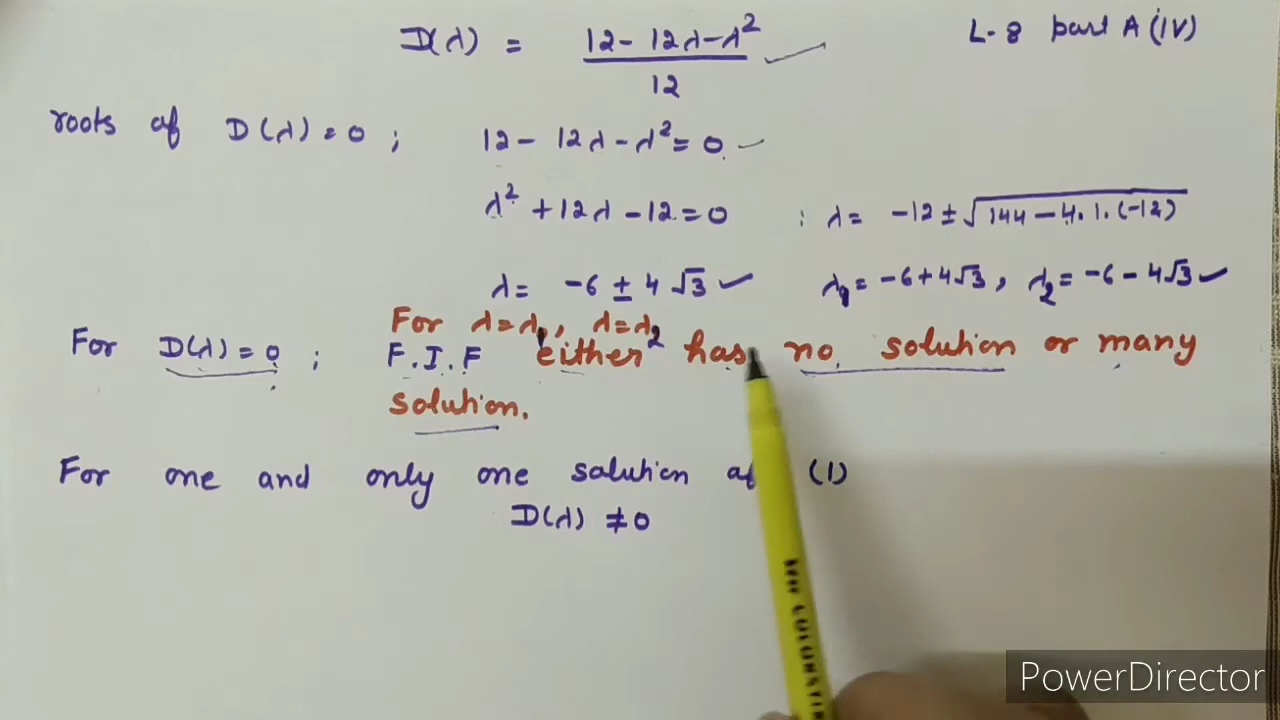 L-8 part A (iv)
D(λ) = (12 - 12λ - λ²)/12
roots of D(λ) = 0 ; 12 - 12λ - λ² = 0
λ² + 12λ - 12 = 0 : λ = -12 ± √144 - 4.1.(-12)
λ = -6 ± 4√3 λ₁ = -6 + 4√3, λ₂ = -6 - 4√3
For λ = λ₁, λ = λ₂
For D(λ) = 0 ; F.I.F either has no solution or many
solution.
For one and only one solution of (1)
D(λ) ≠ 0
PowerDirector